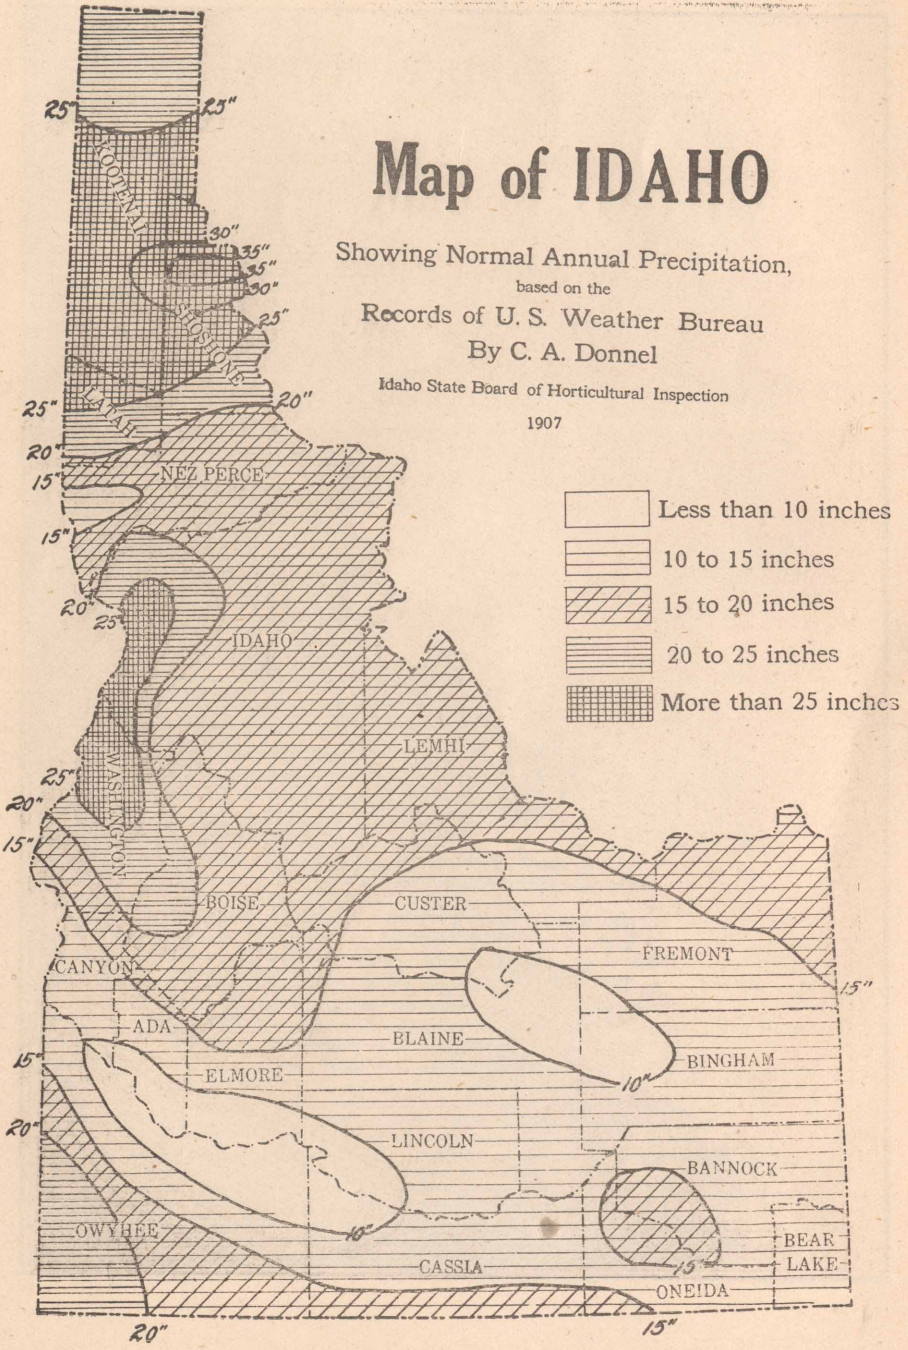 Map of IDAHO
Showing Normal Annual Precipitation,
based on the
Records of U. S. Weather Bureau
By C. A. Donnel
Idaho State Board of Horticultural Inspection
1907
Less than 10 inches
10 to 15 inches
15 to 20 inches
20 to 25 inches
More than 25 inches
25"
25"
KOOTENAI
30"
35"
35"
30"
SHOSHONE
25"
20"
25"
LATAH
20"
NEZ PERCE
15"
15"
20"
25"
IDAHO
LEMHI
WASHINGTON
25"
20"
15"
BOISE
CUSTER
FREMONT
CANYON
15"
ADA
BLAINE
15"
ELMORE
BINGHAM
10"
20"
LINCOLN
BANNOCK
OWYHEE
10"
BEAR
LAKE
CASSIA
15"
ONEIDA
20"
15"